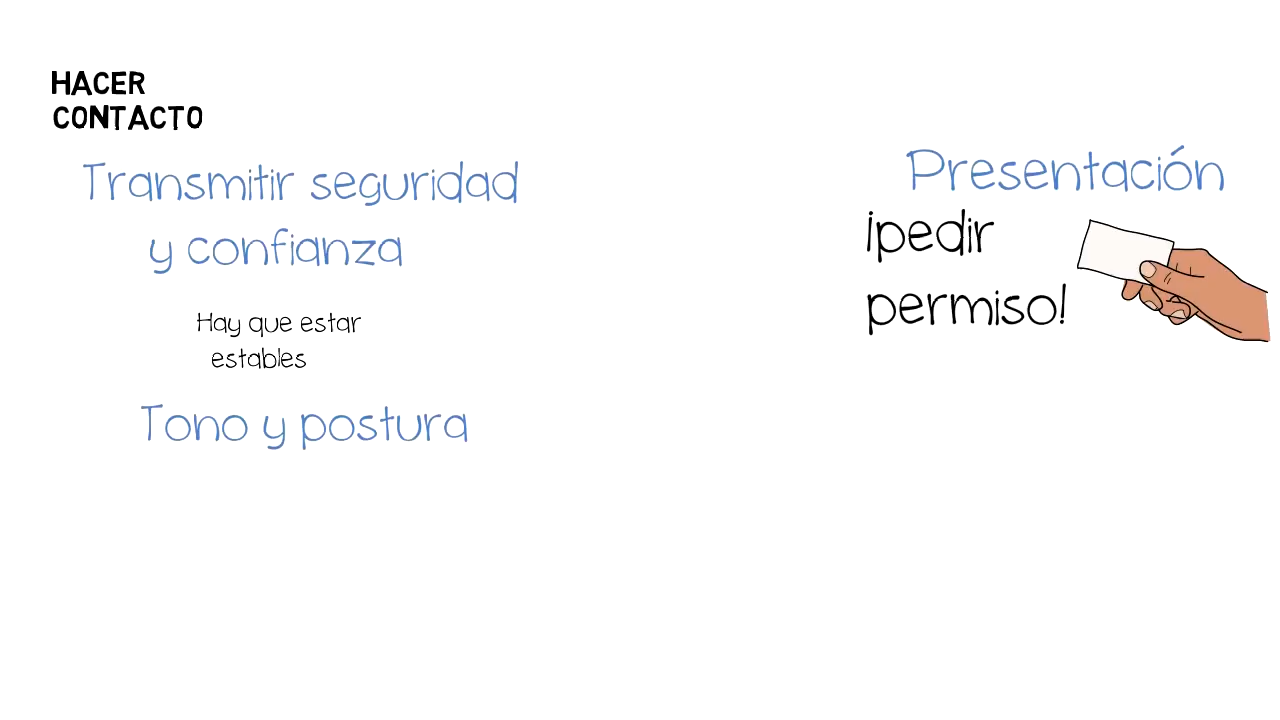 HACER
CONTACTO
Transmitir seguridad
y confianza
Hay que estar
estables
Tono y postura
Presentación
¡pedir
permiso!